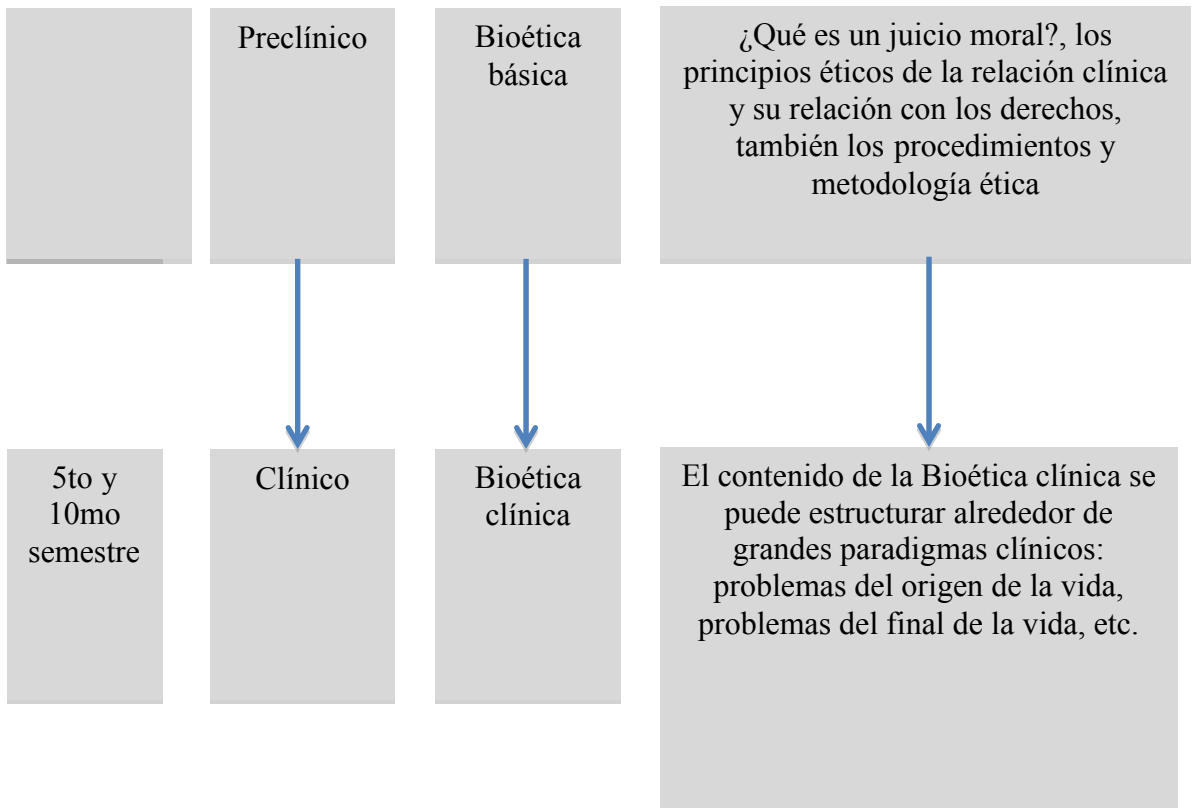 Preclínico
Bioética
básica
¿Qué es un juicio moral?, los
principios éticos de la relación clínica
y su relación con los derechos,
también los procedimientos y
metodología ética
5to y
10mo
semestre
Clínico
Bioética
clínica
El contenido de la Bioética clínica se
puede estructurar alrededor de
grandes paradigmas clínicos:
problemas del origen de la vida,
problemas del final de la vida, etc.